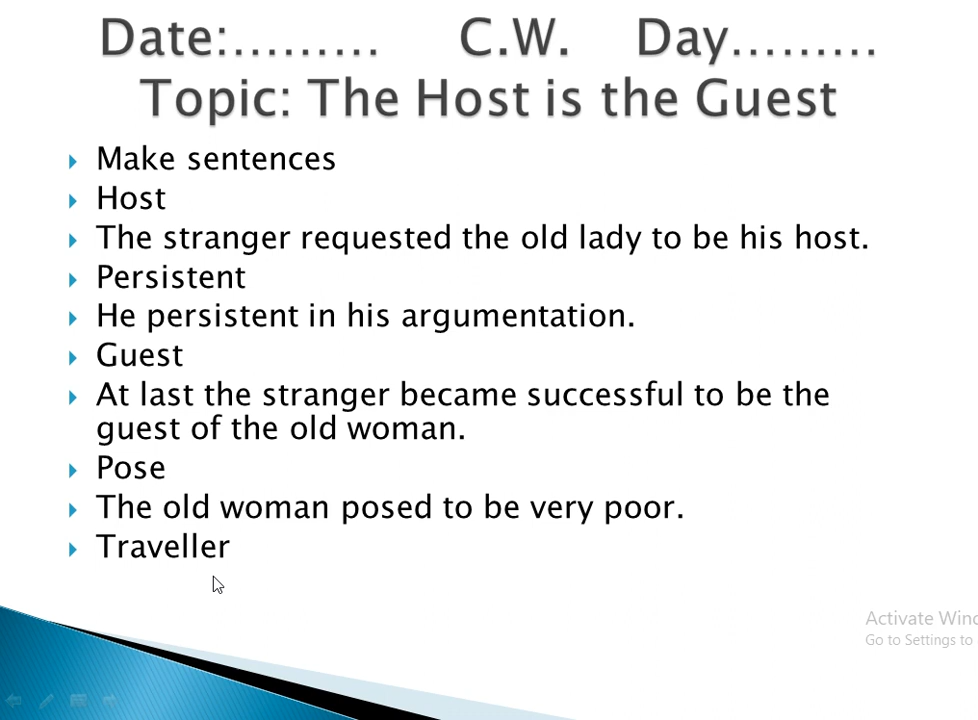 Date:......... C.W. Day.........
Topic: The Host is the Guest
Make sentences
Host
The stranger requested the old lady to be his host.
Persistent
He persistent in his argumentation.
Guest
At last the stranger became successful to be the
guest of the old woman.
Pose
The old woman posed to be very poor.
Traveller
Activate Winc
Go to Settings to